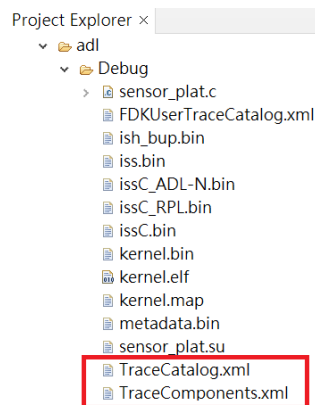 Project Explorer ×
adl
Debug
sensor_plat.c
FDKUserTraceCatalog.xml
ish_bup.bin
iss.bin
issC_ADL-N.bin
issC_RPL.bin
issC.bin
kernel.bin
kernel.elf
kernel.map
metadata.bin
sensor_plat.su
TraceCatalog.xml
TraceComponents.xml